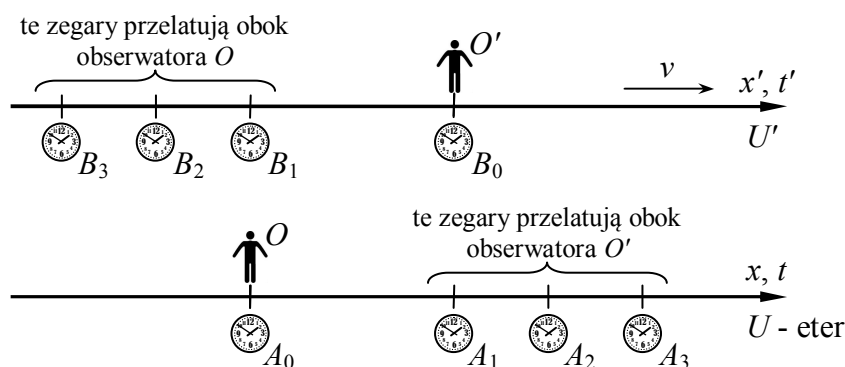 te zegary przelatują obok
obserwatora O
O′
v
x′, t′
U′
B₃ B₂ B₁ B₀
O
te zegary przelatują obok
obserwatora O′
x, t
U - eter
A₀ A₁ A₂ A₃